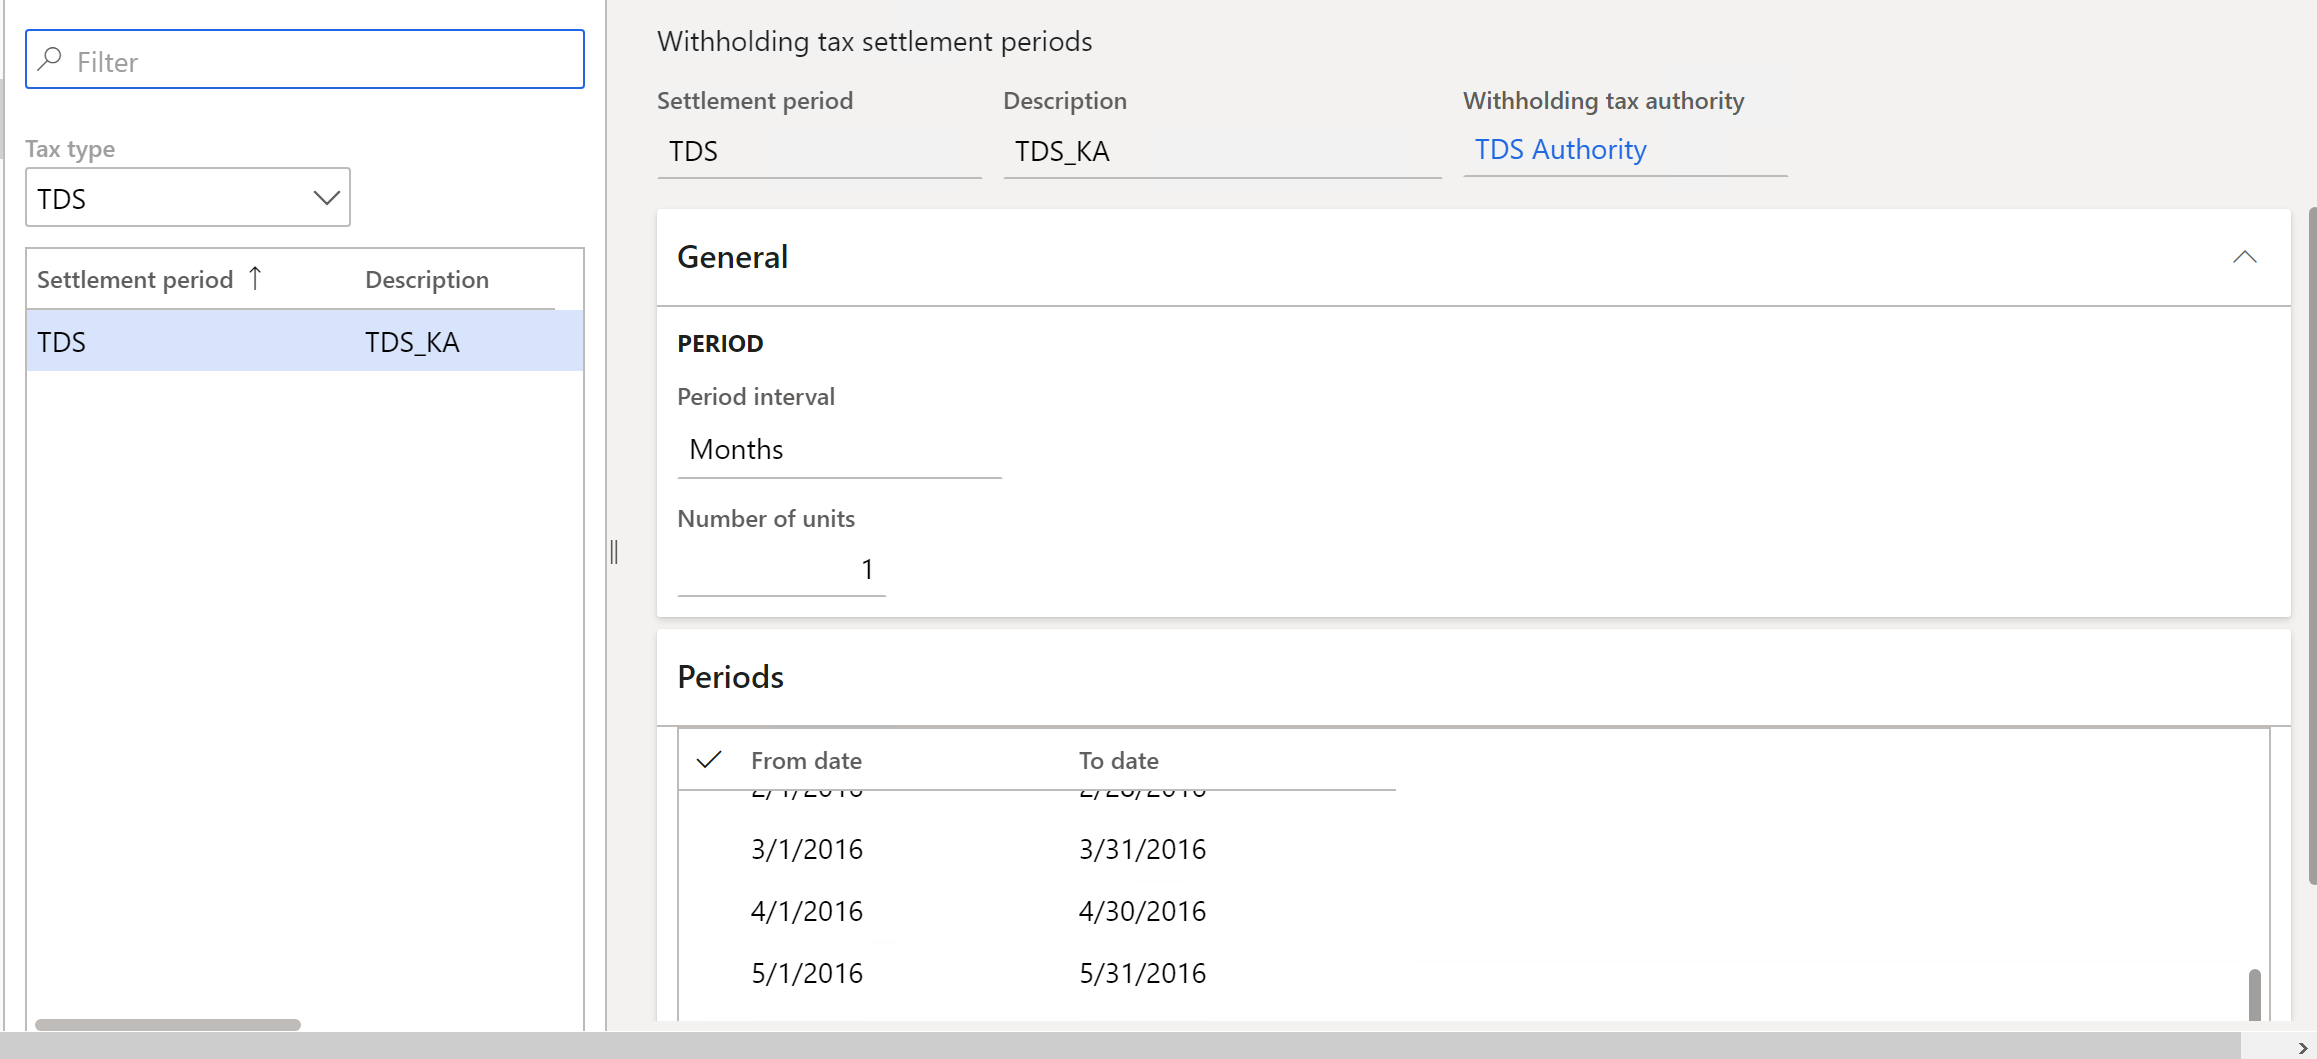 Filter
Tax type
TDS
Settlement period Description
TDS TDS_KA
Withholding tax settlement periods
Settlement period Description Withholding tax authority
TDS TDS_KA TDS Authority
General
PERIOD
Period interval
Months
Number of units
1
Periods
From date To date
3/1/2016 3/31/2016
4/1/2016 4/30/2016
5/1/2016 5/31/2016